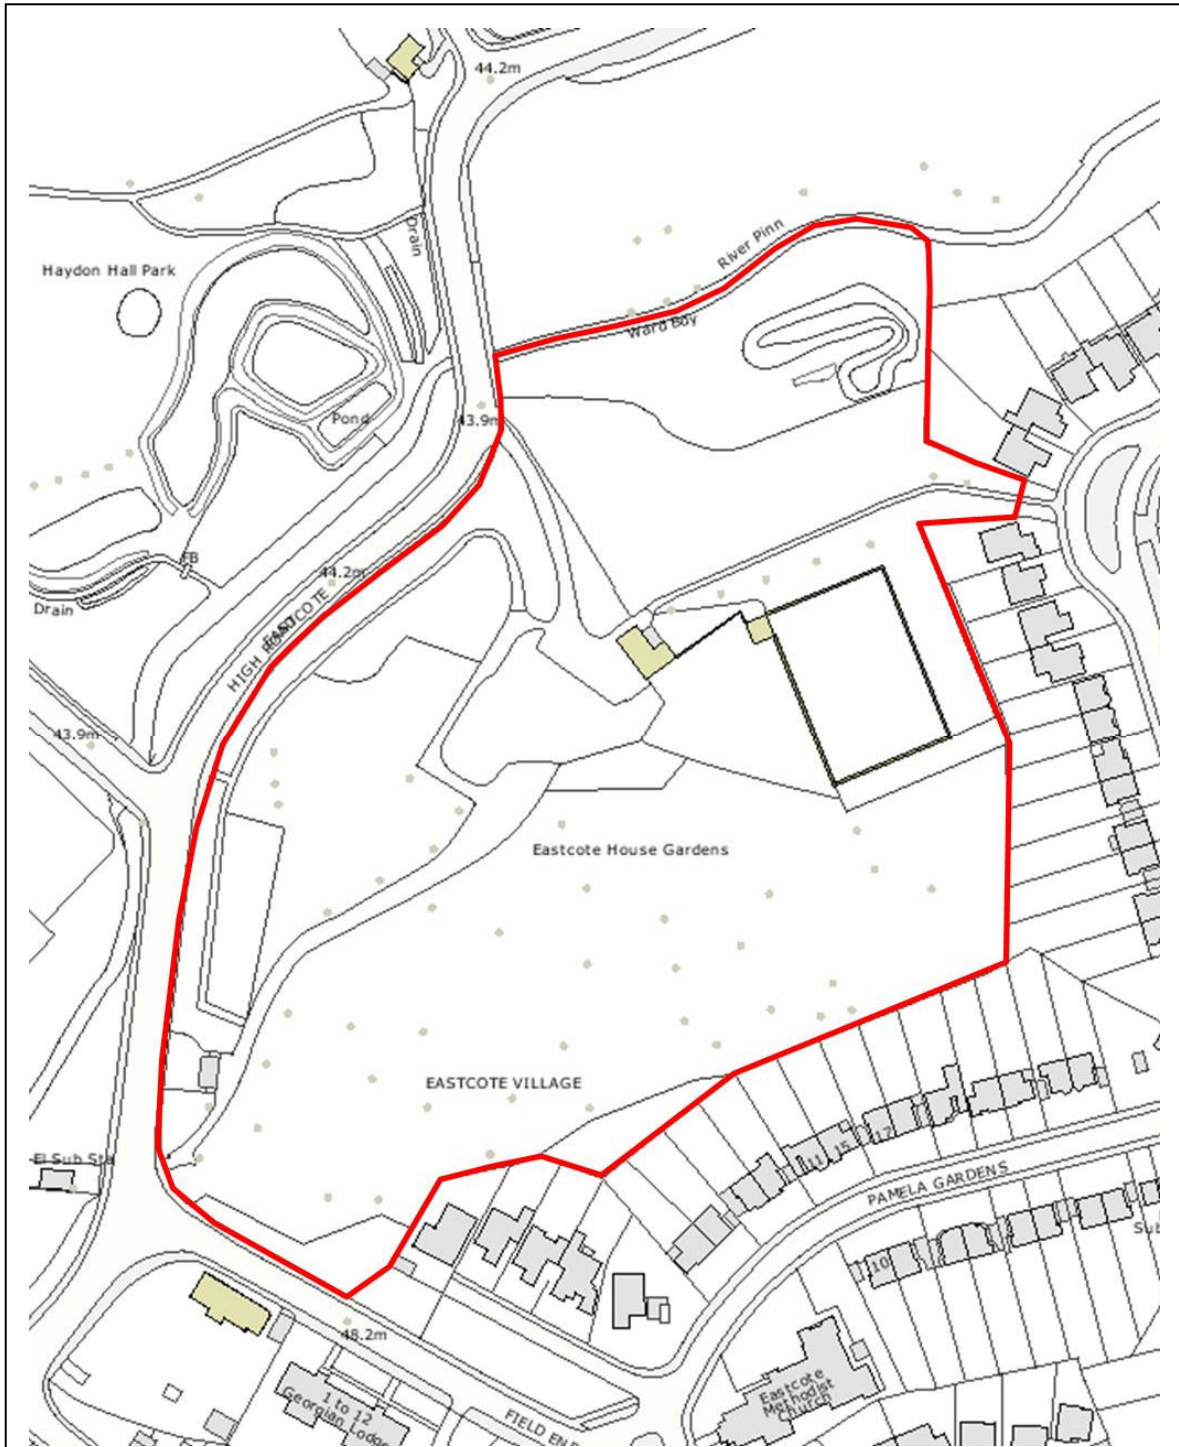 44.2m
Drain
River Pinn
Haydon Hall Park
Ward Bdy
Pond
43.9m
FB
44.2m
Drain
EASTCOTE
HIGH ROAD
43.9m
Eastcote House Gardens
EASTCOTE VILLAGE
El Sub Sta
11
15
17
PAMELA GARDENS
Sub
10
48.2m
1 to 12
Georgian Lodge
Eastcote
Methodist
Church
FIELD END